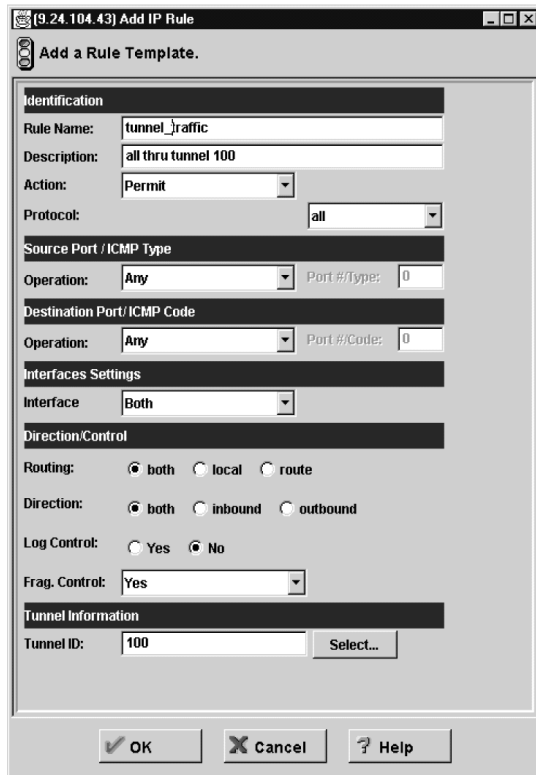 (9.24.104.43) Add IP Rule
Add a Rule Template.
Identification
Rule Name: tunnel_traffic
Description: all thru tunnel 100
Action: Permit
Protocol: all
Source Port / ICMP Type
Operation: Any Port #/Type: 0
Destination Port/ ICMP Code
Operation: Any Port #/Code: 0
Interfaces Settings
Interface Both
Direction/Control
Routing: both local route
Direction: both inbound outbound
Log Control: Yes No
Frag. Control: Yes
Tunnel Information
Tunnel ID: 100 Select...
OK Cancel Help